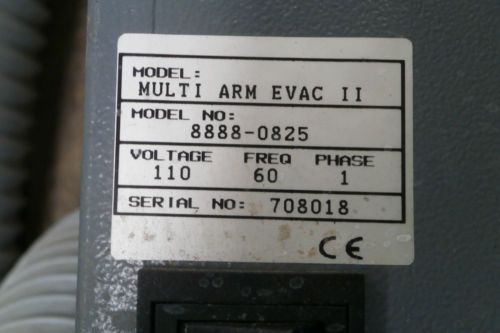 MODEL:
MULTI ARM EVAC II
MODEL NO:
8888-0825
VOLTAGE FREQ PHASE
110 60 1
SERIAL NO: 708018
CE